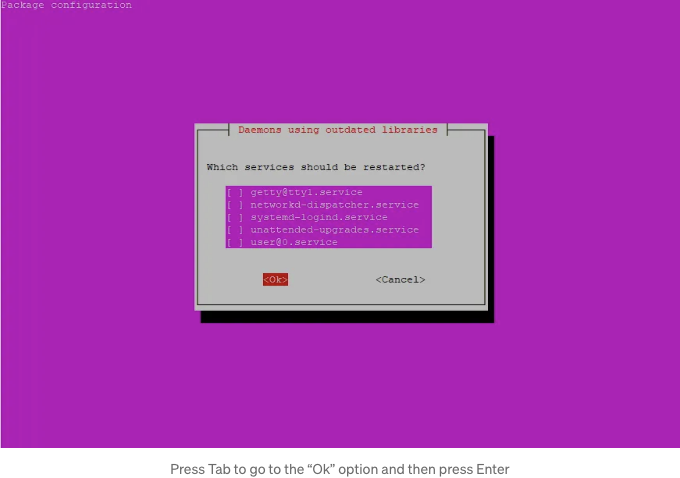 Package configuration
Daemons using outdated libraries
Which services should be restarted?
[ ] getty@tty1.service
[ ] networkd-dispatcher.service
[ ] systemd-logind.service
[ ] unattended-upgrades.service
[ ] user@0.service
<Ok> <Cancel>
Press Tab to go to the “Ok” option and then press Enter